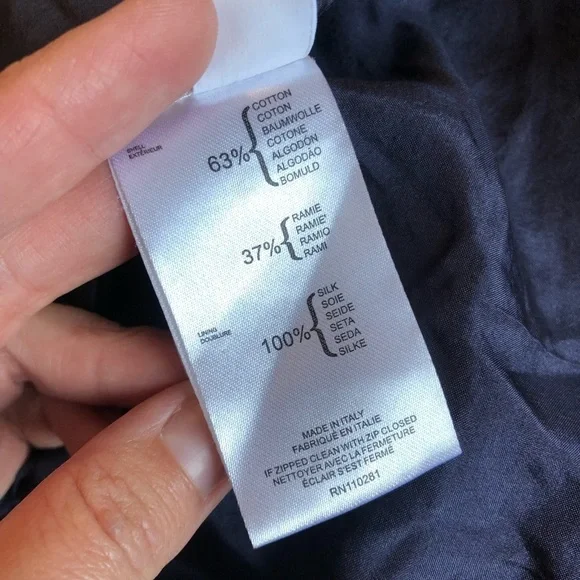 SHELL
EXTÉRIEUR
63%
COTTON
COTON
BAUMWOLLE
COTONE
ALGODÓN
ALGODÃO
BOMULD
37%
RAMIE
RAMIE'
RAMIO
RAMI
LINING
DOUBLURE
100%
SILK
SOIE
SEIDE
SETA
SEDA
SILKE
MADE IN ITALY
FABRIQUÉ EN ITALIE
IF ZIPPED CLEAN WITH ZIP CLOSED
NETTOYER AVEC LA FERMETURE
ÉCLAIR S'EST FERMÉ
RN110281